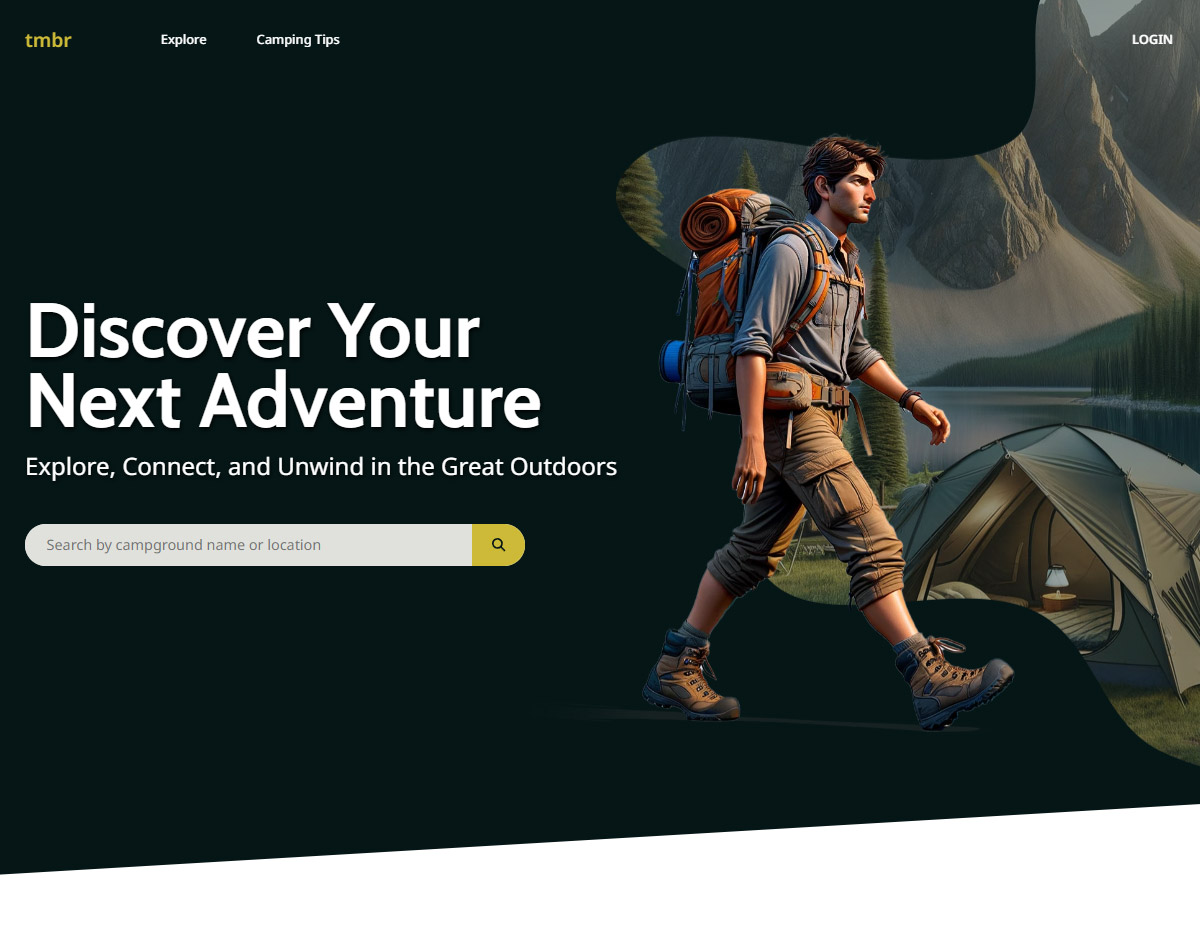 tmbr
Explore
Camping Tips
LOGIN
Discover Your
Next Adventure
Explore, Connect, and Unwind in the Great Outdoors
Search by campground name or location